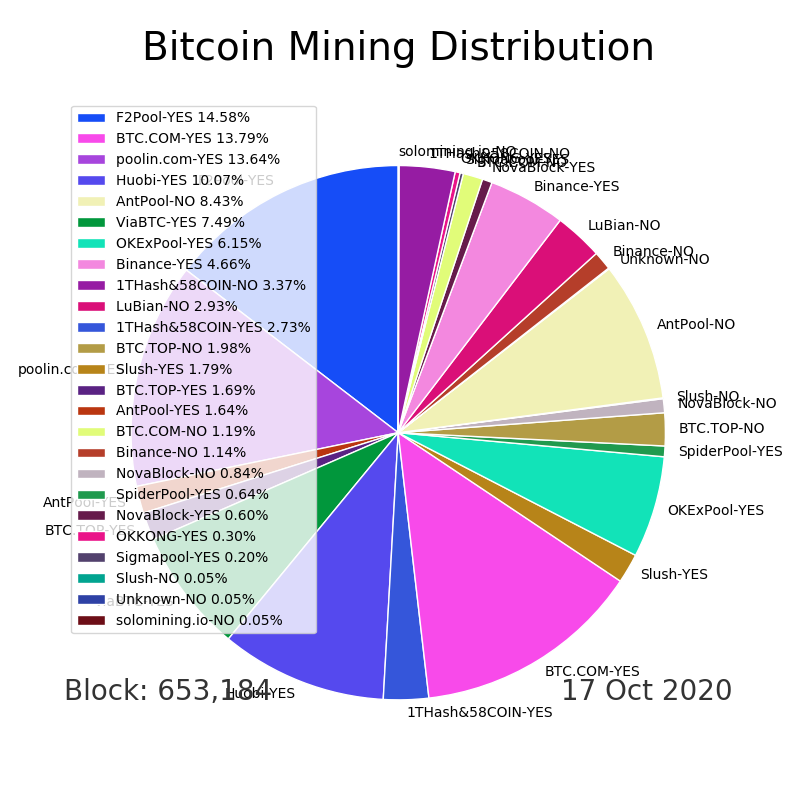 Bitcoin Mining Distribution
F2Pool-YES 14.58%
BTC.COM-YES 13.79%
poolin.com-YES 13.64%
Huobi-YES 10.07%
AntPool-NO 8.43%
ViaBTC-YES 7.49%
OKExPool-YES 6.15%
Binance-YES 4.66%
1THash&58COIN-NO 3.37%
LuBian-NO 2.93%
1THash&58COIN-YES 2.73%
BTC.TOP-NO 1.98%
Slush-YES 1.79%
BTC.TOP-YES 1.69%
AntPool-YES 1.64%
BTC.COM-NO 1.19%
Binance-NO 1.14%
NovaBlock-NO 0.84%
SpiderPool-YES 0.64%
NovaBlock-YES 0.60%
OKKONG-YES 0.30%
Sigmapool-YES 0.20%
Slush-NO 0.05%
Unknown-NO 0.05%
solomining.io-NO 0.05%
solomining.io-NO
1THash&58COIN-NO
BTC.COM-NO
NovaBlock-YES
Binance-YES
LuBian-NO
Binance-NO
Unknown-NO
AntPool-NO
Slush-NO
NovaBlock-NO
BTC.TOP-NO
SpiderPool-YES
OKExPool-YES
Slush-YES
BTC.COM-YES
1THash&58COIN-YES
Huobi-YES
AntPool-YES
BTC.TOP-YES
Block: 653,184
17 Oct 2020